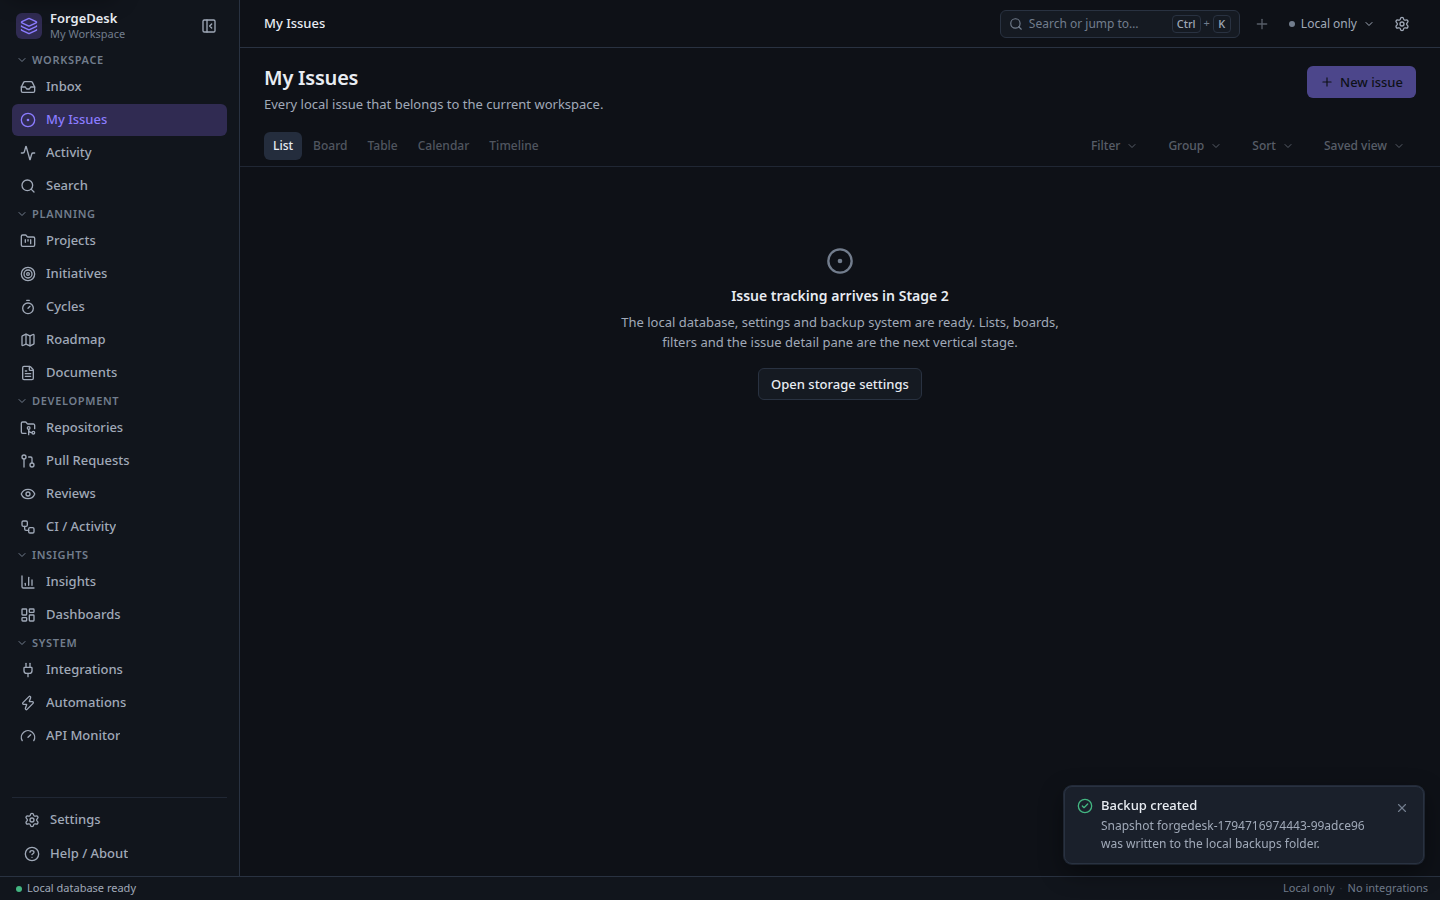 ForgeDesk
My Workspace
WORKSPACE
Inbox
My Issues
Activity
Search
PLANNING
Projects
Initiatives
Cycles
Roadmap
Documents
DEVELOPMENT
Repositories
Pull Requests
Reviews
CI / Activity
INSIGHTS
Insights
Dashboards
SYSTEM
Integrations
Automations
API Monitor
Settings
Help / About
My Issues
Search or jump to... Ctrl + K
Local only
My Issues
Every local issue that belongs to the current workspace.
New issue
List Board Table Calendar Timeline
Filter Group Sort Saved view
Issue tracking arrives in Stage 2
The local database, settings and backup system are ready. Lists, boards,
filters and the issue detail pane are the next vertical stage.
Open storage settings
Backup created
Snapshot forgedesk-1794716974443-99adce96
was written to the local backups folder.
Local database ready
Local only · No integrations